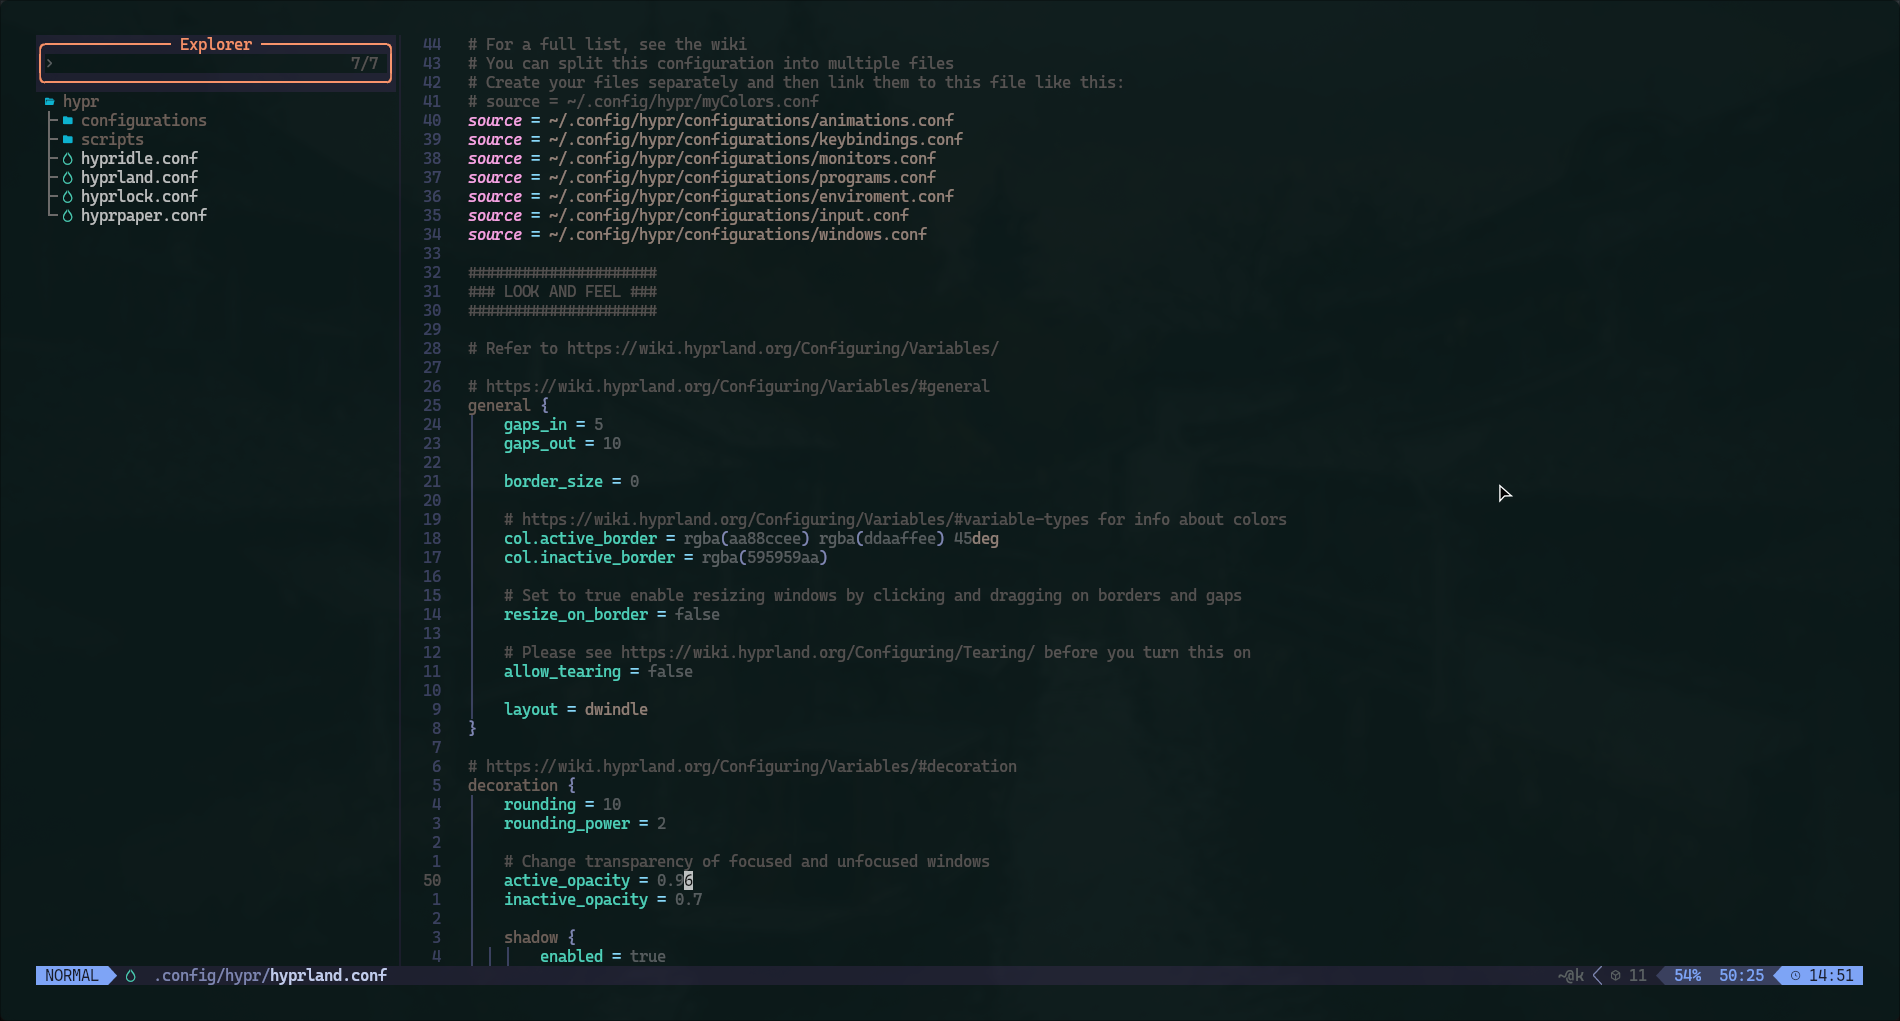 Explorer
› 7/7
hypr
configurations
scripts
hypridle.conf
hyprland.conf
hyprlock.conf
hyprpaper.conf
44 # For a full list, see the wiki
43 # You can split this configuration into multiple files
42 # Create your files separately and then link them to this file like this:
41 # source = ~/.config/hypr/myColors.conf
40 source = ~/.config/hypr/configurations/animations.conf
39 source = ~/.config/hypr/configurations/keybindings.conf
38 source = ~/.config/hypr/configurations/monitors.conf
37 source = ~/.config/hypr/configurations/programs.conf
36 source = ~/.config/hypr/configurations/enviroment.conf
35 source = ~/.config/hypr/configurations/input.conf
34 source = ~/.config/hypr/configurations/windows.conf
33
32 #####################
31 ### LOOK AND FEEL ###
30 #####################
29
28 # Refer to https://wiki.hyprland.org/Configuring/Variables/
27
26 # https://wiki.hyprland.org/Configuring/Variables/#general
25 general {
24 gaps_in = 5
23 gaps_out = 10
22
21 border_size = 0
20
19 # https://wiki.hyprland.org/Configuring/Variables/#variable-types for info about colors
18 col.active_border = rgba(aa88ccee) rgba(ddaaffee) 45deg
17 col.inactive_border = rgba(595959aa)
16
15 # Set to true enable resizing windows by clicking and dragging on borders and gaps
14 resize_on_border = false
13
12 # Please see https://wiki.hyprland.org/Configuring/Tearing/ before you turn this on
11 allow_tearing = false
10
9 layout = dwindle
8 }
7
6 # https://wiki.hyprland.org/Configuring/Variables/#decoration
5 decoration {
4 rounding = 10
3 rounding_power = 2
2
1 # Change transparency of focused and unfocused windows
50 active_opacity = 0.96
1 inactive_opacity = 0.7
2
3 shadow {
4 enabled = true
NORMAL .config/hypr/hyprland.conf ~@k 11 54% 50:25 14:51